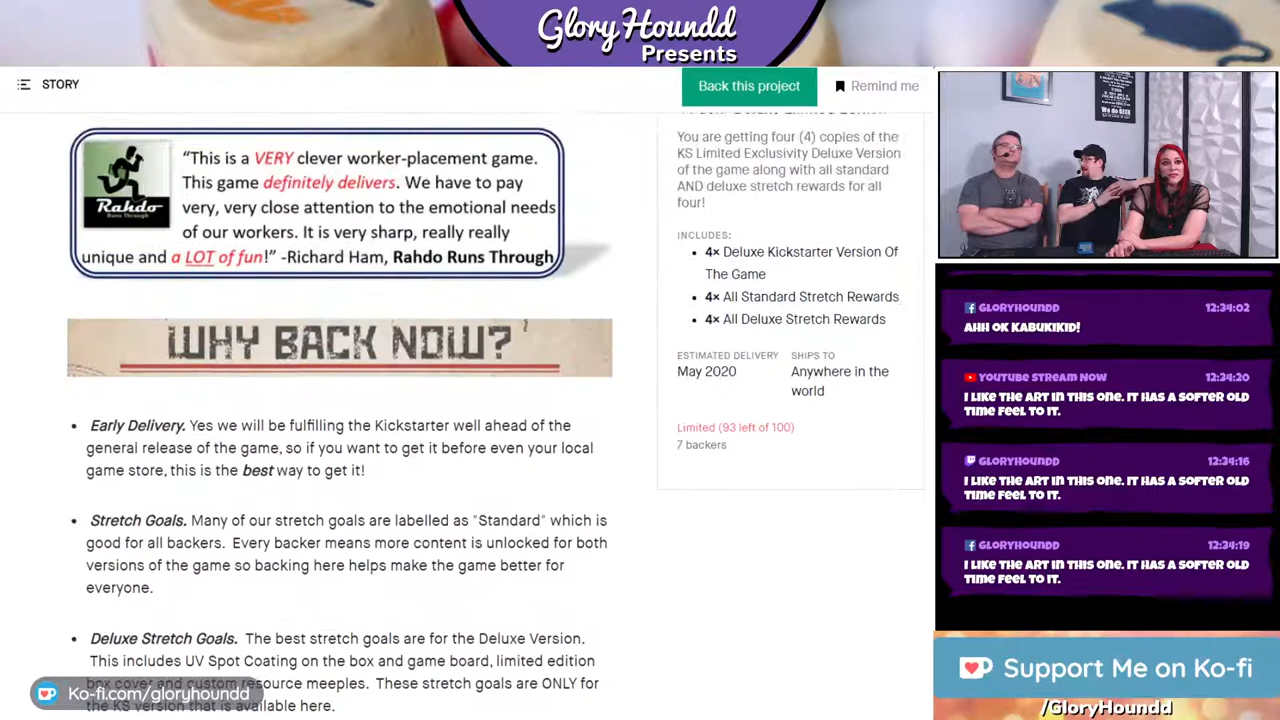 GloryHoundd
Presents
STORY
Back this project
Remind me
"This is a VERY clever worker-placement game.
This game definitely delivers. We have to pay
very, very close attention to the emotional needs
of our workers. It is very sharp, really really
unique and a LOT of fun!" -Richard Ham, Rahdo Runs Through
Rahdo
Runs Through
WHY BACK NOW?
Early Delivery. Yes we will be fulfilling the Kickstarter well ahead of the
general release of the game, so if you want to get it before even your local
game store, this is the best way to get it!
Stretch Goals. Many of our stretch goals are labelled as "Standard" which is
good for all backers. Every backer means more content is unlocked for both
versions of the game so backing here helps make the game better for
everyone.
Deluxe Stretch Goals. The best stretch goals are for the Deluxe Version.
This includes UV Spot Coating on the box and game board, limited edition
box cover and custom resource meeples. These stretch goals are ONLY for
the KS version that is available here.
Ko-fi.com/gloryhoundd
You are getting four (4) copies of the
KS Limited Exclusivity Deluxe Version
of the game along with all standard
AND deluxe stretch rewards for all
four!
INCLUDES:
4× Deluxe Kickstarter Version Of
The Game
4× All Standard Stretch Rewards
4× All Deluxe Stretch Rewards
ESTIMATED DELIVERY
May 2020
SHIPS TO
Anywhere in the
world
Limited (93 left of 100)
7 backers
GLORYHOUNDD 12:34:02
AHH OK KABUKIKID!
YOUTUBE STREAM NOW 12:34:20
I LIKE THE ART IN THIS ONE. IT HAS A SOFTER OLD
TIME FEEL TO IT.
GLORYHOUNDD 12:34:16
I LIKE THE ART IN THIS ONE. IT HAS A SOFTER OLD
TIME FEEL TO IT.
GLORYHOUNDD 12:34:19
I LIKE THE ART IN THIS ONE. IT HAS A SOFTER OLD
TIME FEEL TO IT.
Support Me on Ko-fi
/GloryHoundd